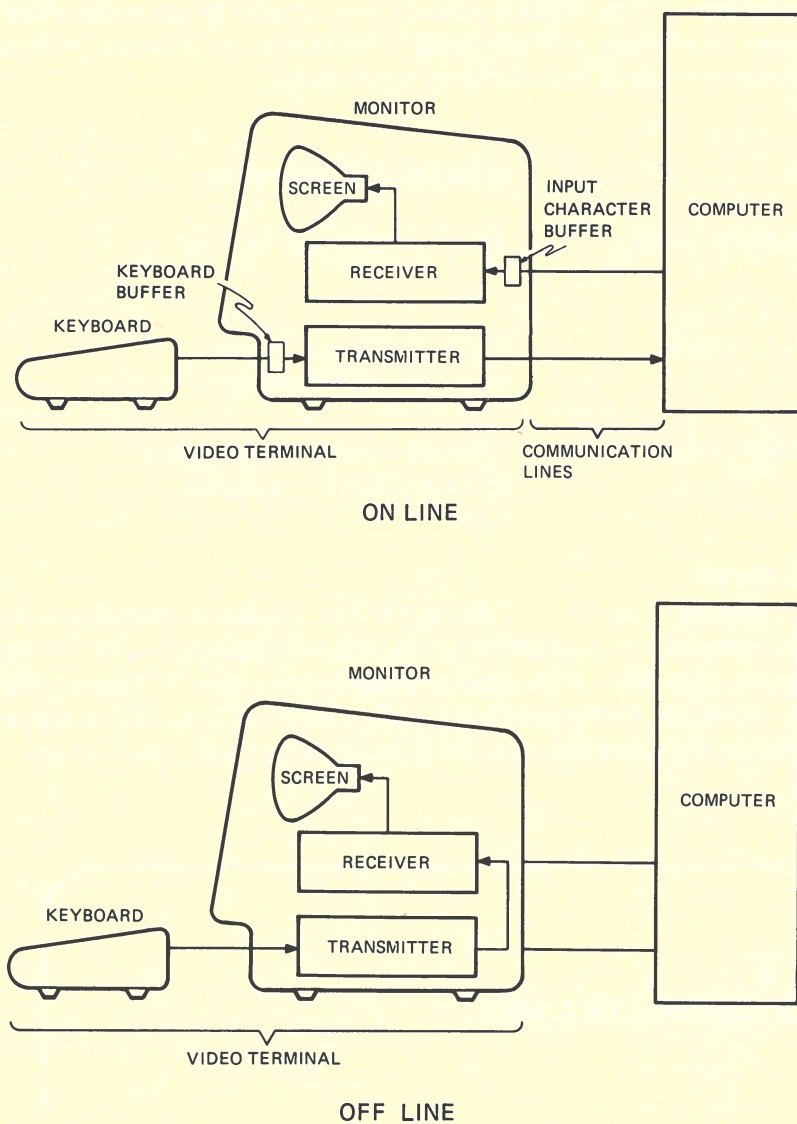 MONITOR
SCREEN
INPUT
CHARACTER
BUFFER
COMPUTER
RECEIVER
KEYBOARD
BUFFER
KEYBOARD
TRANSMITTER
VIDEO TERMINAL
COMMUNICATION
LINES
ON LINE
MONITOR
SCREEN
COMPUTER
RECEIVER
KEYBOARD
TRANSMITTER
VIDEO TERMINAL
OFF LINE